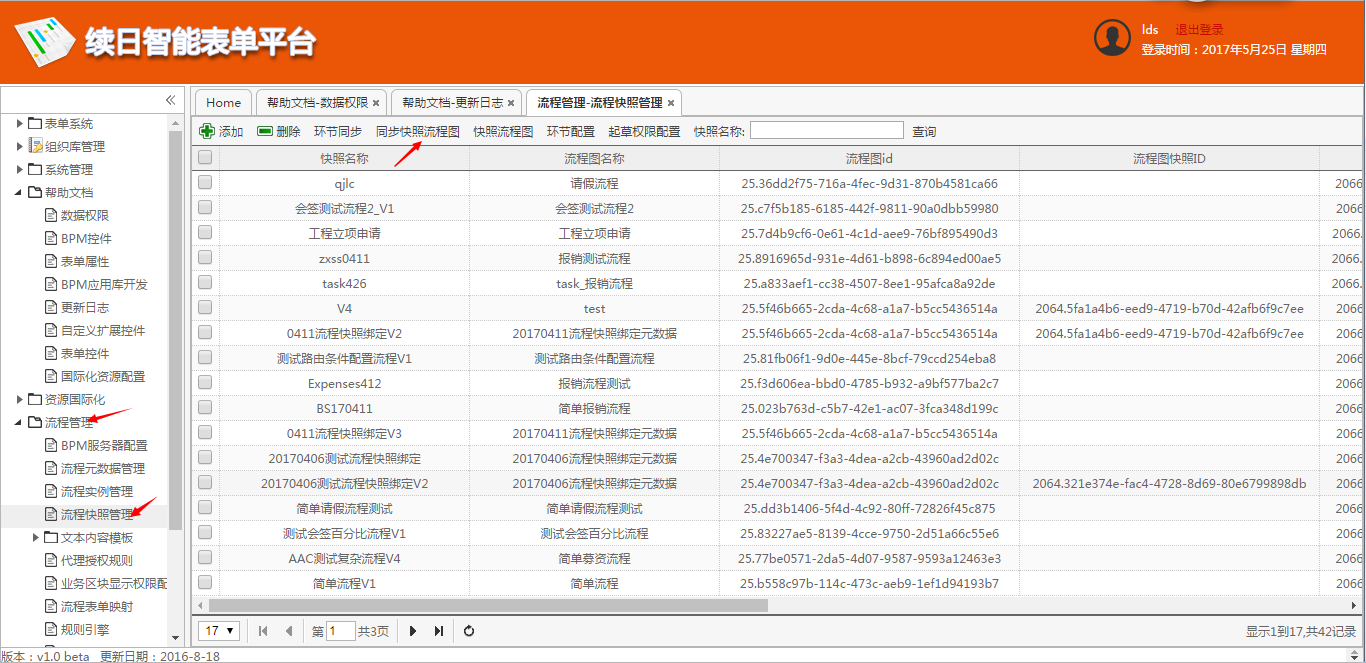 续日智能表单平台
lds 退出登录
登录时间：2017年5月25日 星期四
Home 帮助文档-数据权限 帮助文档-更新日志 流程管理-流程快照管理
添加 删除 环节同步 同步快照流程图 快照流程图 环节配置 起草权限配置 快照名称: 查询
表单系统
组织库管理
系统管理
帮助文档
数据权限
BPM控件
表单属性
BPM应用库开发
更新日志
自定义扩展控件
表单控件
国际化资源配置
资源国际化
流程管理
BPM服务器配置
流程元数据管理
流程实例管理
流程快照管理
文本内容模板
代理授权规则
业务区块显示权限配
流程表单映射
规则引擎
快照名称 流程图名称 流程图id 流程图快照ID
qjlc 请假流程 25.36dd2f75-716a-4fec-9d31-870b4581ca66 2066
会签测试流程2_V1 会签测试流程2 25.c7f5b185-6185-442f-9811-90a0dbb59980 2066
工程立项申请 工程立项申请 25.7d4b9cf6-0e61-4c1d-aee9-76bf895490d3 2066.
zxss0411 报销测试流程 25.8916965d-931e-4d61-b898-6c894ed00ae5 2066.
task426 task_报销流程 25.a833aef1-cc38-4507-8ee1-95afca8a92de 2066.
V4 test 25.5f46b665-2cda-4c68-a1a7-b5cc5436514a 2064.5fa1a4b6-eed9-4719-b70d-42afb6f9c7ee 2066
0411流程快照绑定V2 20170411流程快照绑定元数据 25.5f46b665-2cda-4c68-a1a7-b5cc5436514a 2064.5fa1a4b6-eed9-4719-b70d-42afb6f9c7ee 2066
测试路由条件配置流程V1 测试路由条件配置流程 25.81fb06f1-9d0e-445e-8bcf-79ccd254eba8 2066
Expenses412 报销流程测试 25.f3d606ea-bbd0-4785-b932-a9bf577ba2c7 2066
BS170411 简单报销流程 25.023b763d-c5b7-42e1-ac07-3fca348d199c 2066
0411流程快照绑定V3 20170411流程快照绑定元数据 25.5f46b665-2cda-4c68-a1a7-b5cc5436514a 2066
20170406测试流程快照绑定 20170406流程快照绑定元数据 25.4e700347-f3a3-4dea-a2cb-43960ad2d02c 2066
20170406测试流程快照绑定V2 20170406流程快照绑定元数据 25.4e700347-f3a3-4dea-a2cb-43960ad2d02c 2064.321e374e-fac4-4728-8d69-80e6799898db 2066
简单请假流程测试 简单请假流程测试 25.dd3b1406-5f4d-4c92-80ff-72826f45c875 2066
测试会签百分比流程V1 测试会签百分比流程 25.83227ae5-8139-4cce-9750-2d51a66c55e6 2066
AAC测试复杂流程V4 简单募资流程 25.77be0571-2da5-4d07-9587-9593a12463e3 2066
简单流程V1 简单流程 25.b558c97b-114c-473c-aeb9-1ef1d94193b7 2066
17 第 1 共3页 显示1到17,共42记录
版本：v1.0 beta 更新日期：2016-8-18